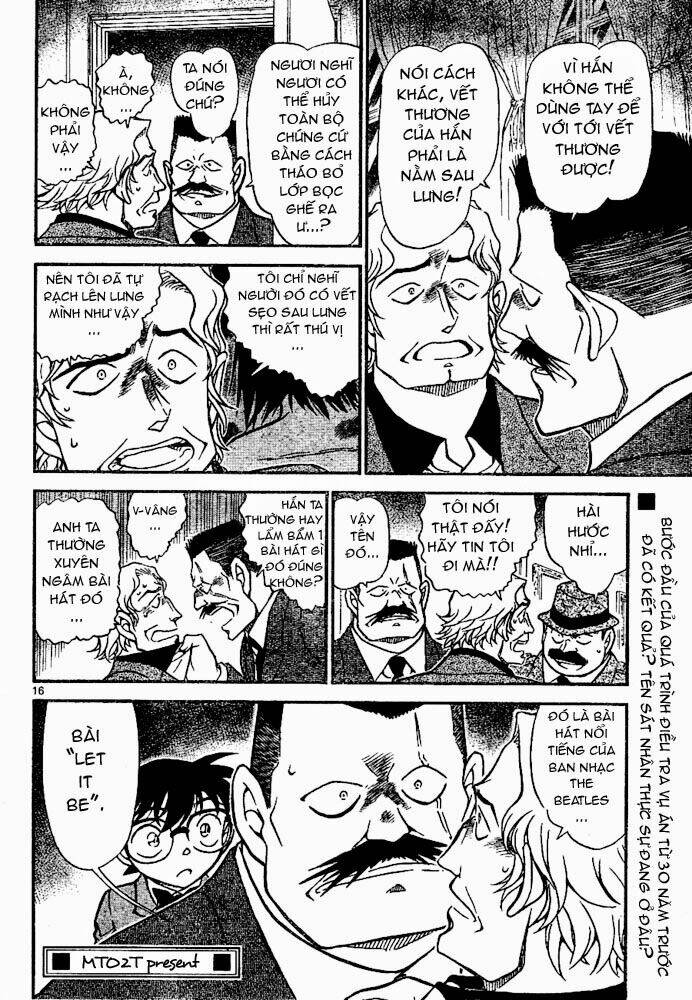 VÌ HẮN
KHÔNG THỂ
DÙNG TAY ĐỂ
VỚI TỚI VẾT
THƯƠNG
ĐƯỢC!
NÓI CÁCH
KHÁC, VẾT
THƯƠNG
CỦA HẮN
PHẢI LÀ
NẰM SAU
LƯNG!
NGƯƠI NGHĨ
NGƯƠI CÓ
THỂ HỦY
TOÀN BỘ
CHỨNG CỨ
BẰNG CÁCH
THÁO BỎ
LỚP BỌC
GHẾ RA
Ư...?
TA NÓI
ĐÚNG
CHỨ?
À,
KHÔNG
...
KHÔNG
PHẢI
VẬY ...
TÔI CHỈ NGHĨ
NGƯỜI ĐÓ CÓ VẾT
SẸO SAU LƯNG
THÌ RẤT THÚ VỊ
...
NÊN TÔI ĐÃ TỰ
RẠCH LÊN LƯNG
MÌNH NHƯ VẬY
...
HÀI
HƯỚC
NHỈ...
TÔI NÓI
THẬT ĐẤY!
HÃY TIN TÔI
ĐI MÀ!!
VẬY
TÊN
ĐÓ...
HẮN TA
THƯỜNG HAY
LẨM BẨM 1
BÀI HÁT GÌ
ĐÓ ĐÚNG
KHÔNG?
V-VÂNG
...
ANH TA
THƯỜNG
XUYÊN
NGÂM BÀI
HÁT ĐÓ
...
16
ĐÓ LÀ BÀI
HÁT NỔI
TIẾNG CỦA
BAN NHẠC
THE
BEATLES
...
BÀI
"LET
IT
BE".
BƯỚC ĐẦU CỦA QUÁ TRÌNH ĐIỀU TRA VỤ ÁN TỪ 30 NĂM TRƯỚC
ĐÃ CÓ KẾT QUẢ? TÊN SÁT NHÂN THỰC SỰ ĐANG Ở ĐÂU?
MTO2T present